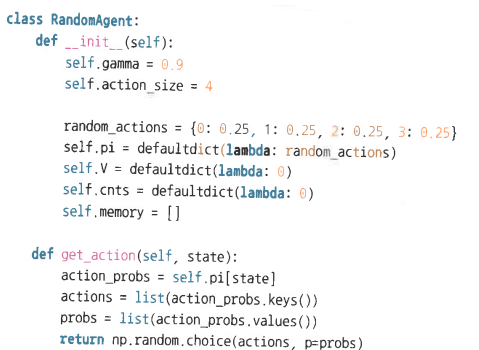 class RandomAgent:
    def __init__(self):
        self.gamma = 0.9
        self.action_size = 4

        random_actions = {0: 0.25, 1: 0.25, 2: 0.25, 3: 0.25}
        self.pi = defaultdict(lambda: random_actions)
        self.V = defaultdict(lambda: 0)
        self.cnts = defaultdict(lambda: 0)
        self.memory = []

    def get_action(self, state):
        action_probs = self.pi[state]
        actions = list(action_probs.keys())
        probs = list(action_probs.values())
        return np.random.choice(actions, p=probs)